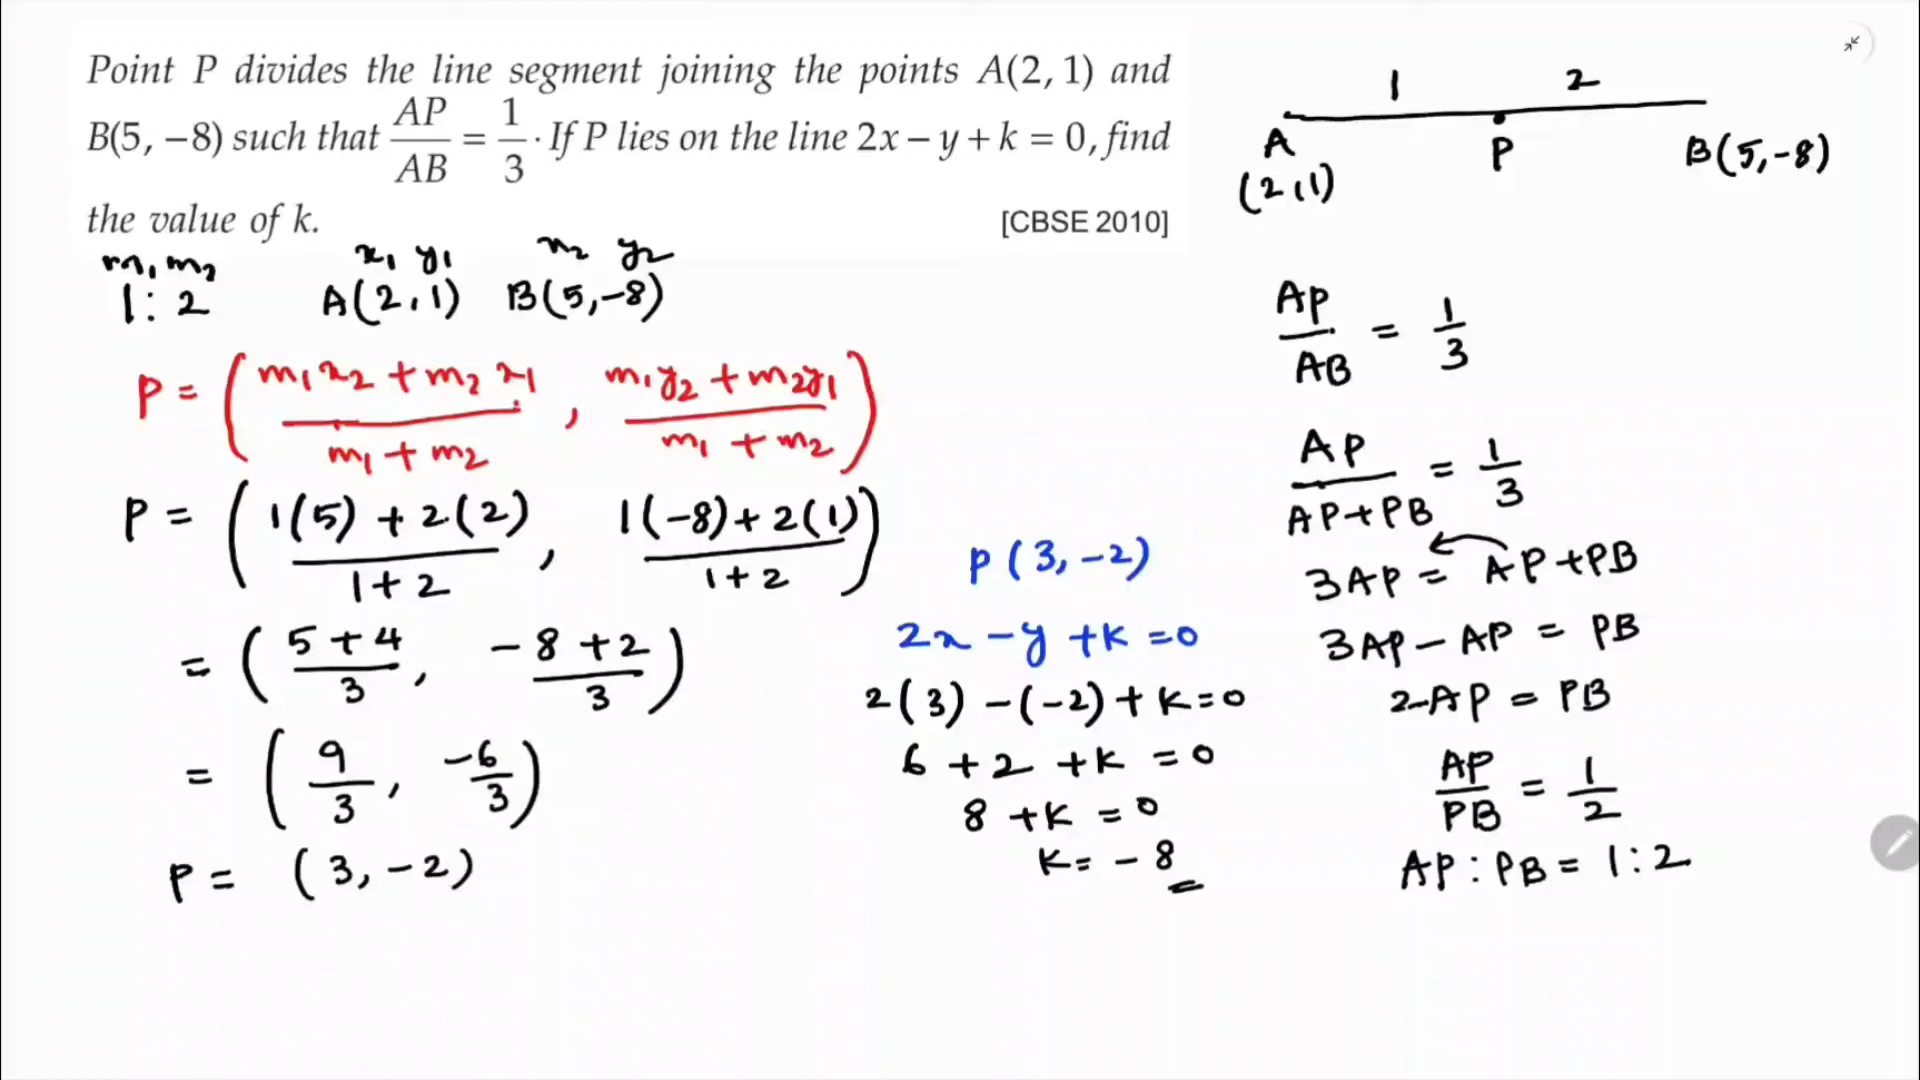 Point P divides the line segment joining the points A(2, 1) and
B(5, −8) such that AP/AB = 1/3 · If P lies on the line 2x − y + k = 0, find
the value of k. [CBSE 2010]
m₁ m₂ x₁ y₁ x₂ y₂
1 : 2 A(2,1) B(5,-8)
P = ( (m₁x₂ + m₂x₁)/(m₁ + m₂) , (m₁y₂ + m₂y₁)/(m₁ + m₂) )
P = ( (1(5) + 2(2))/(1+2) , (1(-8) + 2(1))/(1+2) )
= ( (5+4)/3 , (-8+2)/3 )
= ( 9/3 , -6/3 )
P = (3, -2)
P(3, -2)
2x - y + k = 0
2(3) - (-2) + k = 0
6 + 2 + k = 0
8 + k = 0
k = - 8
1 2
A P B(5,-8)
(2,1)
AP/AB = 1/3
AP/(AP+PB) = 1/3
3AP = AP+PB
3AP - AP = PB
2AP = PB
AP/PB = 1/2
AP : PB = 1 : 2